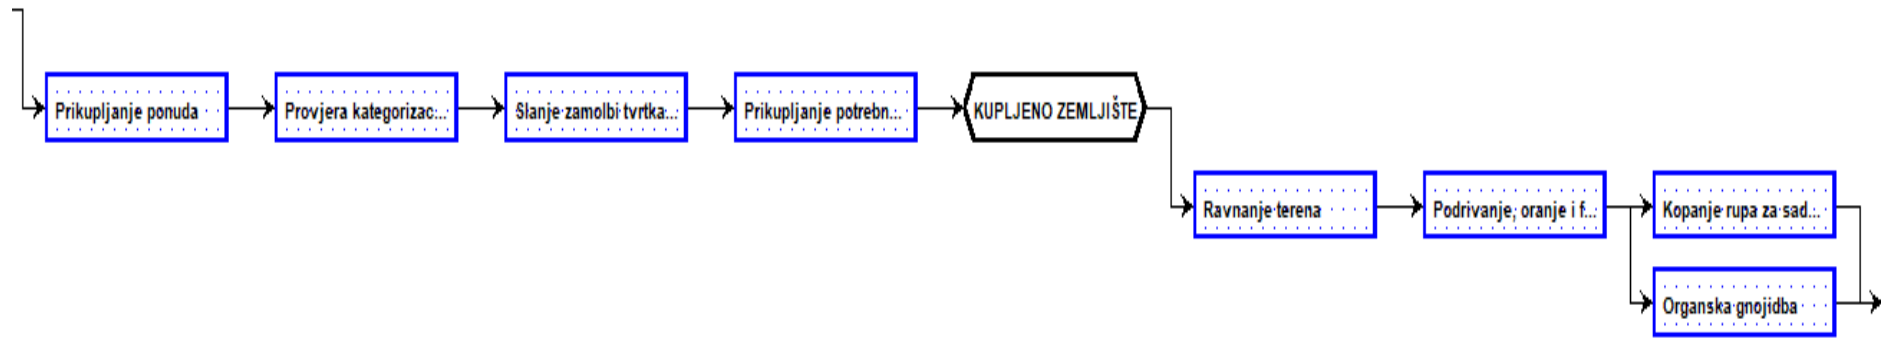 Prikupljanje ponuda
Provjera kategorizac...
Slanje zamolbi tvrtka...
Prikupljanje potrebn...
KUPLJENO ZEMLJIŠTE
Ravnanje terena
Podrivanje, oranje i f...
Kopanje rupa za sad...
Organska gnojidba